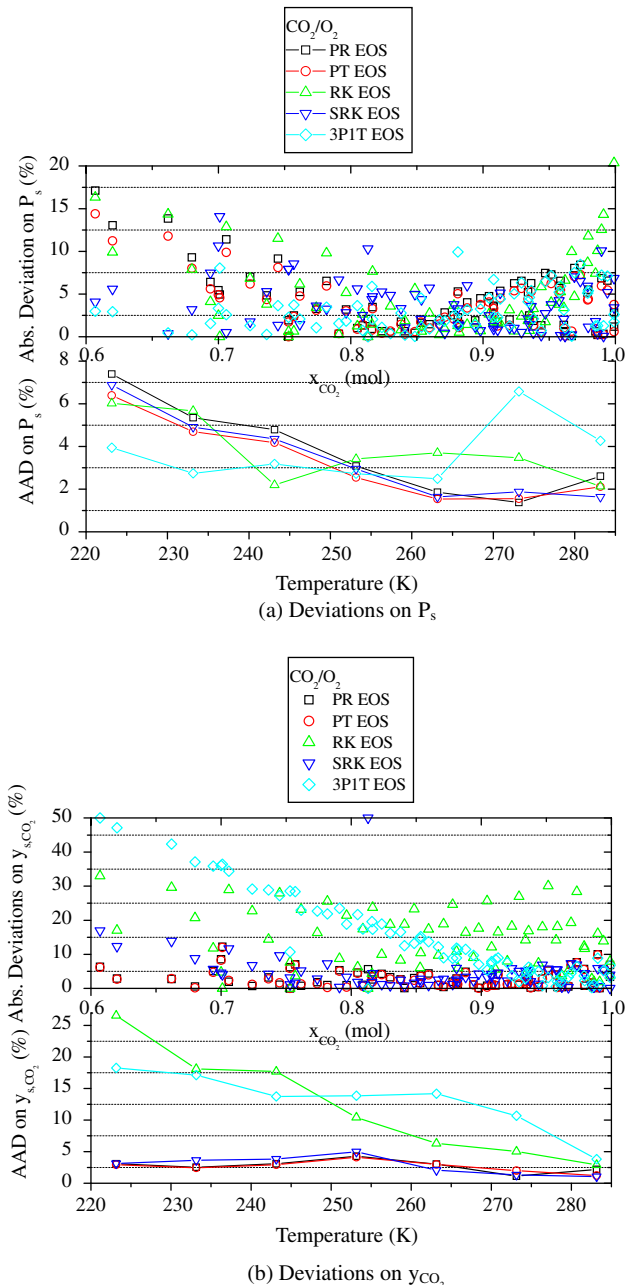 CO₂/O₂
PR EOS
PT EOS
RK EOS
SRK EOS
3P1T EOS
Abs. Deviation on Pₛ (%)
20
15
10
5
0
0.6 0.7 0.8 0.9 1.0
x_CO₂ (mol)
AAD on Pₛ (%)
8
6
4
2
0
220 230 240 250 260 270 280
Temperature (K)
(a) Deviations on Pₛ
CO₂/O₂
PR EOS
PT EOS
RK EOS
SRK EOS
3P1T EOS
Abs. Deviations on y_s,CO₂ (%)
50
40
30
20
10
0
0.6 0.7 0.8 0.9 1.0
x_CO₂ (mol)
AAD on y_s,CO₂ (%)
25
20
15
10
5
0
220 230 240 250 260 270 280
Temperature (K)
(b) Deviations on y_CO₂